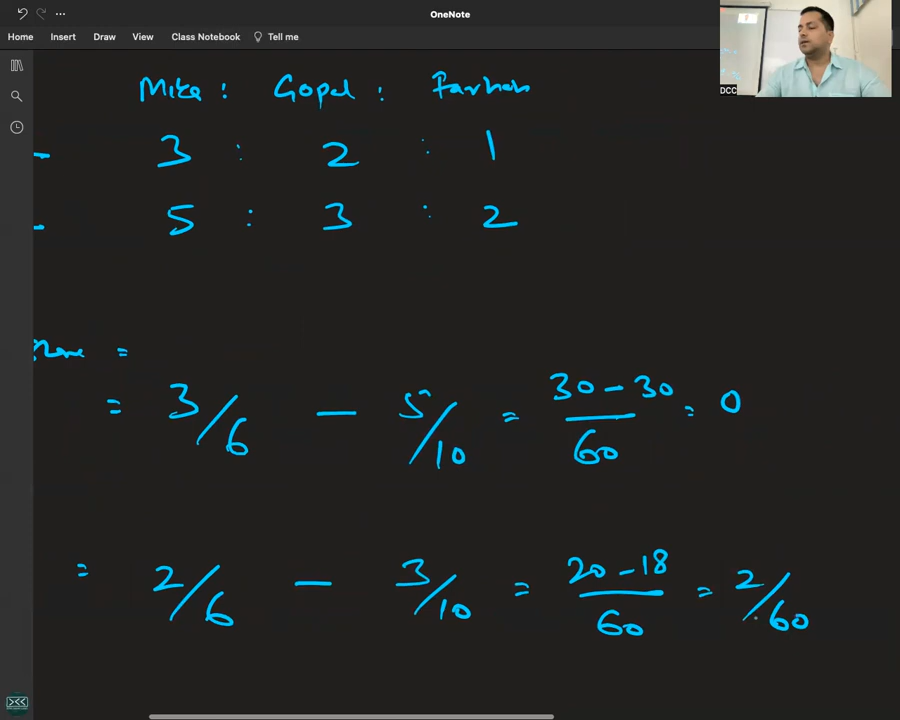 OneNote
Home Insert Draw View Class Notebook Tell me
DCC
Mike : Gopal : Farhan
- 3 : 2 : 1
- 5 : 3 : 2
=
= 3/6 - 5/10 = 30-30/60 = 0
= 2/6 - 3/10 = 20-18/60 = 2/60